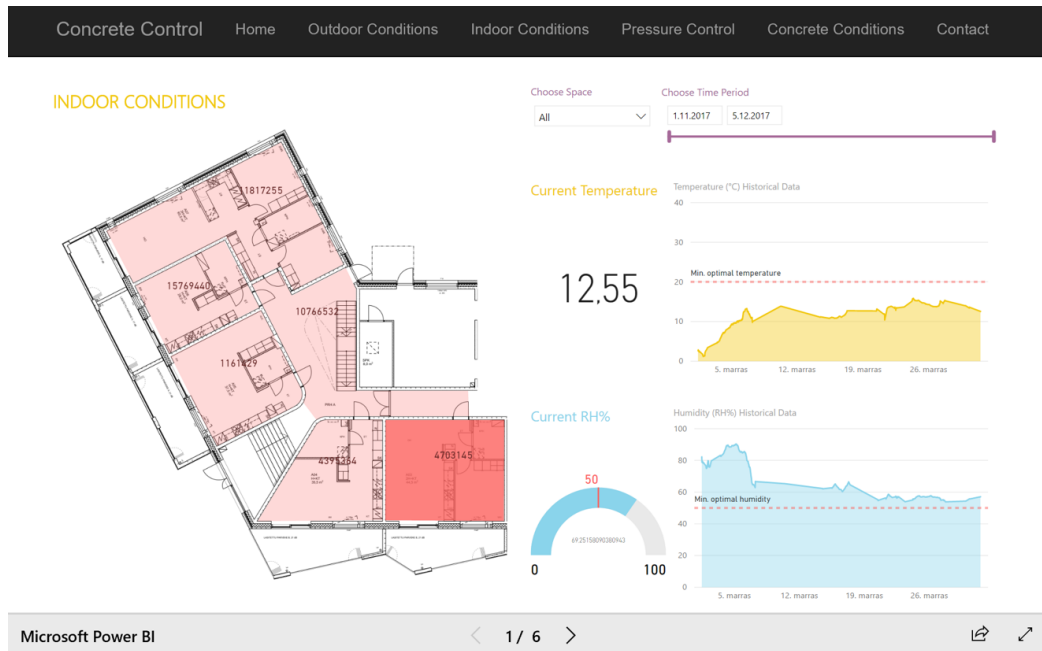 Concrete Control Home Outdoor Conditions Indoor Conditions Pressure Control Concrete Conditions Contact
INDOOR CONDITIONS
Choose Space
All
Choose Time Period
1.11.2017 5.12.2017
11817255
15769440
10766532
1161429
4395364
4703145
Current Temperature
12,55
Temperature (°C) Historical Data
40
30
Min. optimal temperature
20
10
0
5. marras 12. marras 19. marras 26. marras
Current RH%
50
69.25158090380943
0 100
Humidity (RH%) Historical Data
100
80
60
Min. optimal humidity
40
20
0
5. marras 12. marras 19. marras 26. marras
Microsoft Power BI
1 / 6